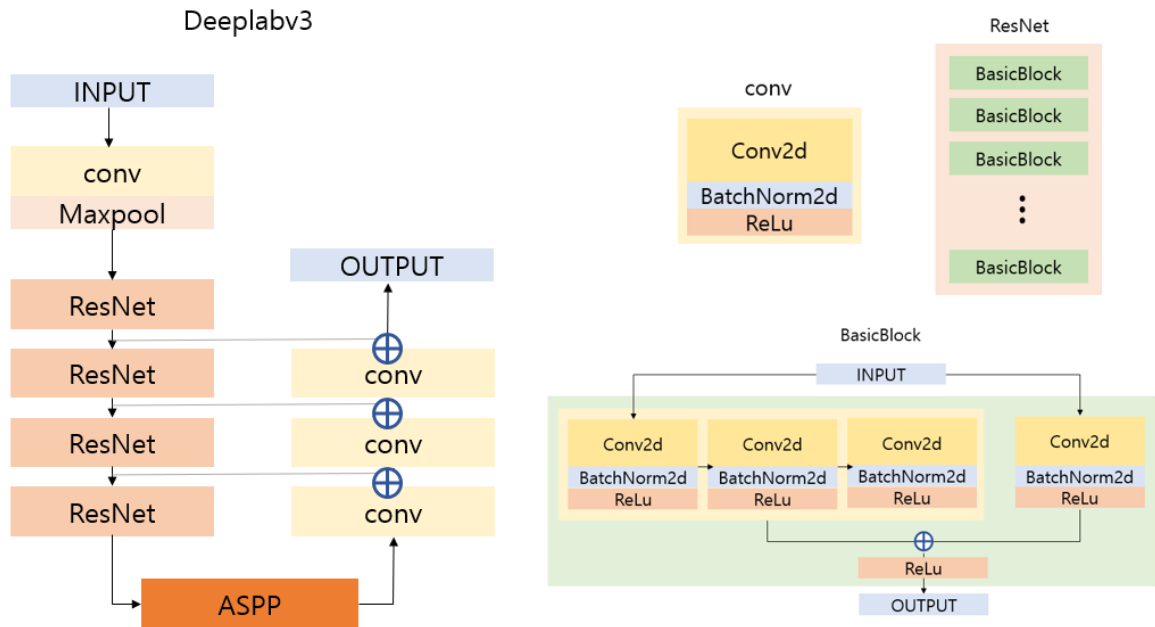 Deeplabv3
INPUT
conv
Maxpool
ResNet
ResNet
ResNet
ResNet
ASPP
OUTPUT
conv
conv
conv
conv
Conv2d
BatchNorm2d
ReLu
ResNet
BasicBlock
BasicBlock
BasicBlock
BasicBlock
BasicBlock
INPUT
Conv2d
BatchNorm2d
ReLu
Conv2d
BatchNorm2d
ReLu
Conv2d
BatchNorm2d
ReLu
Conv2d
BatchNorm2d
ReLu
ReLu
OUTPUT